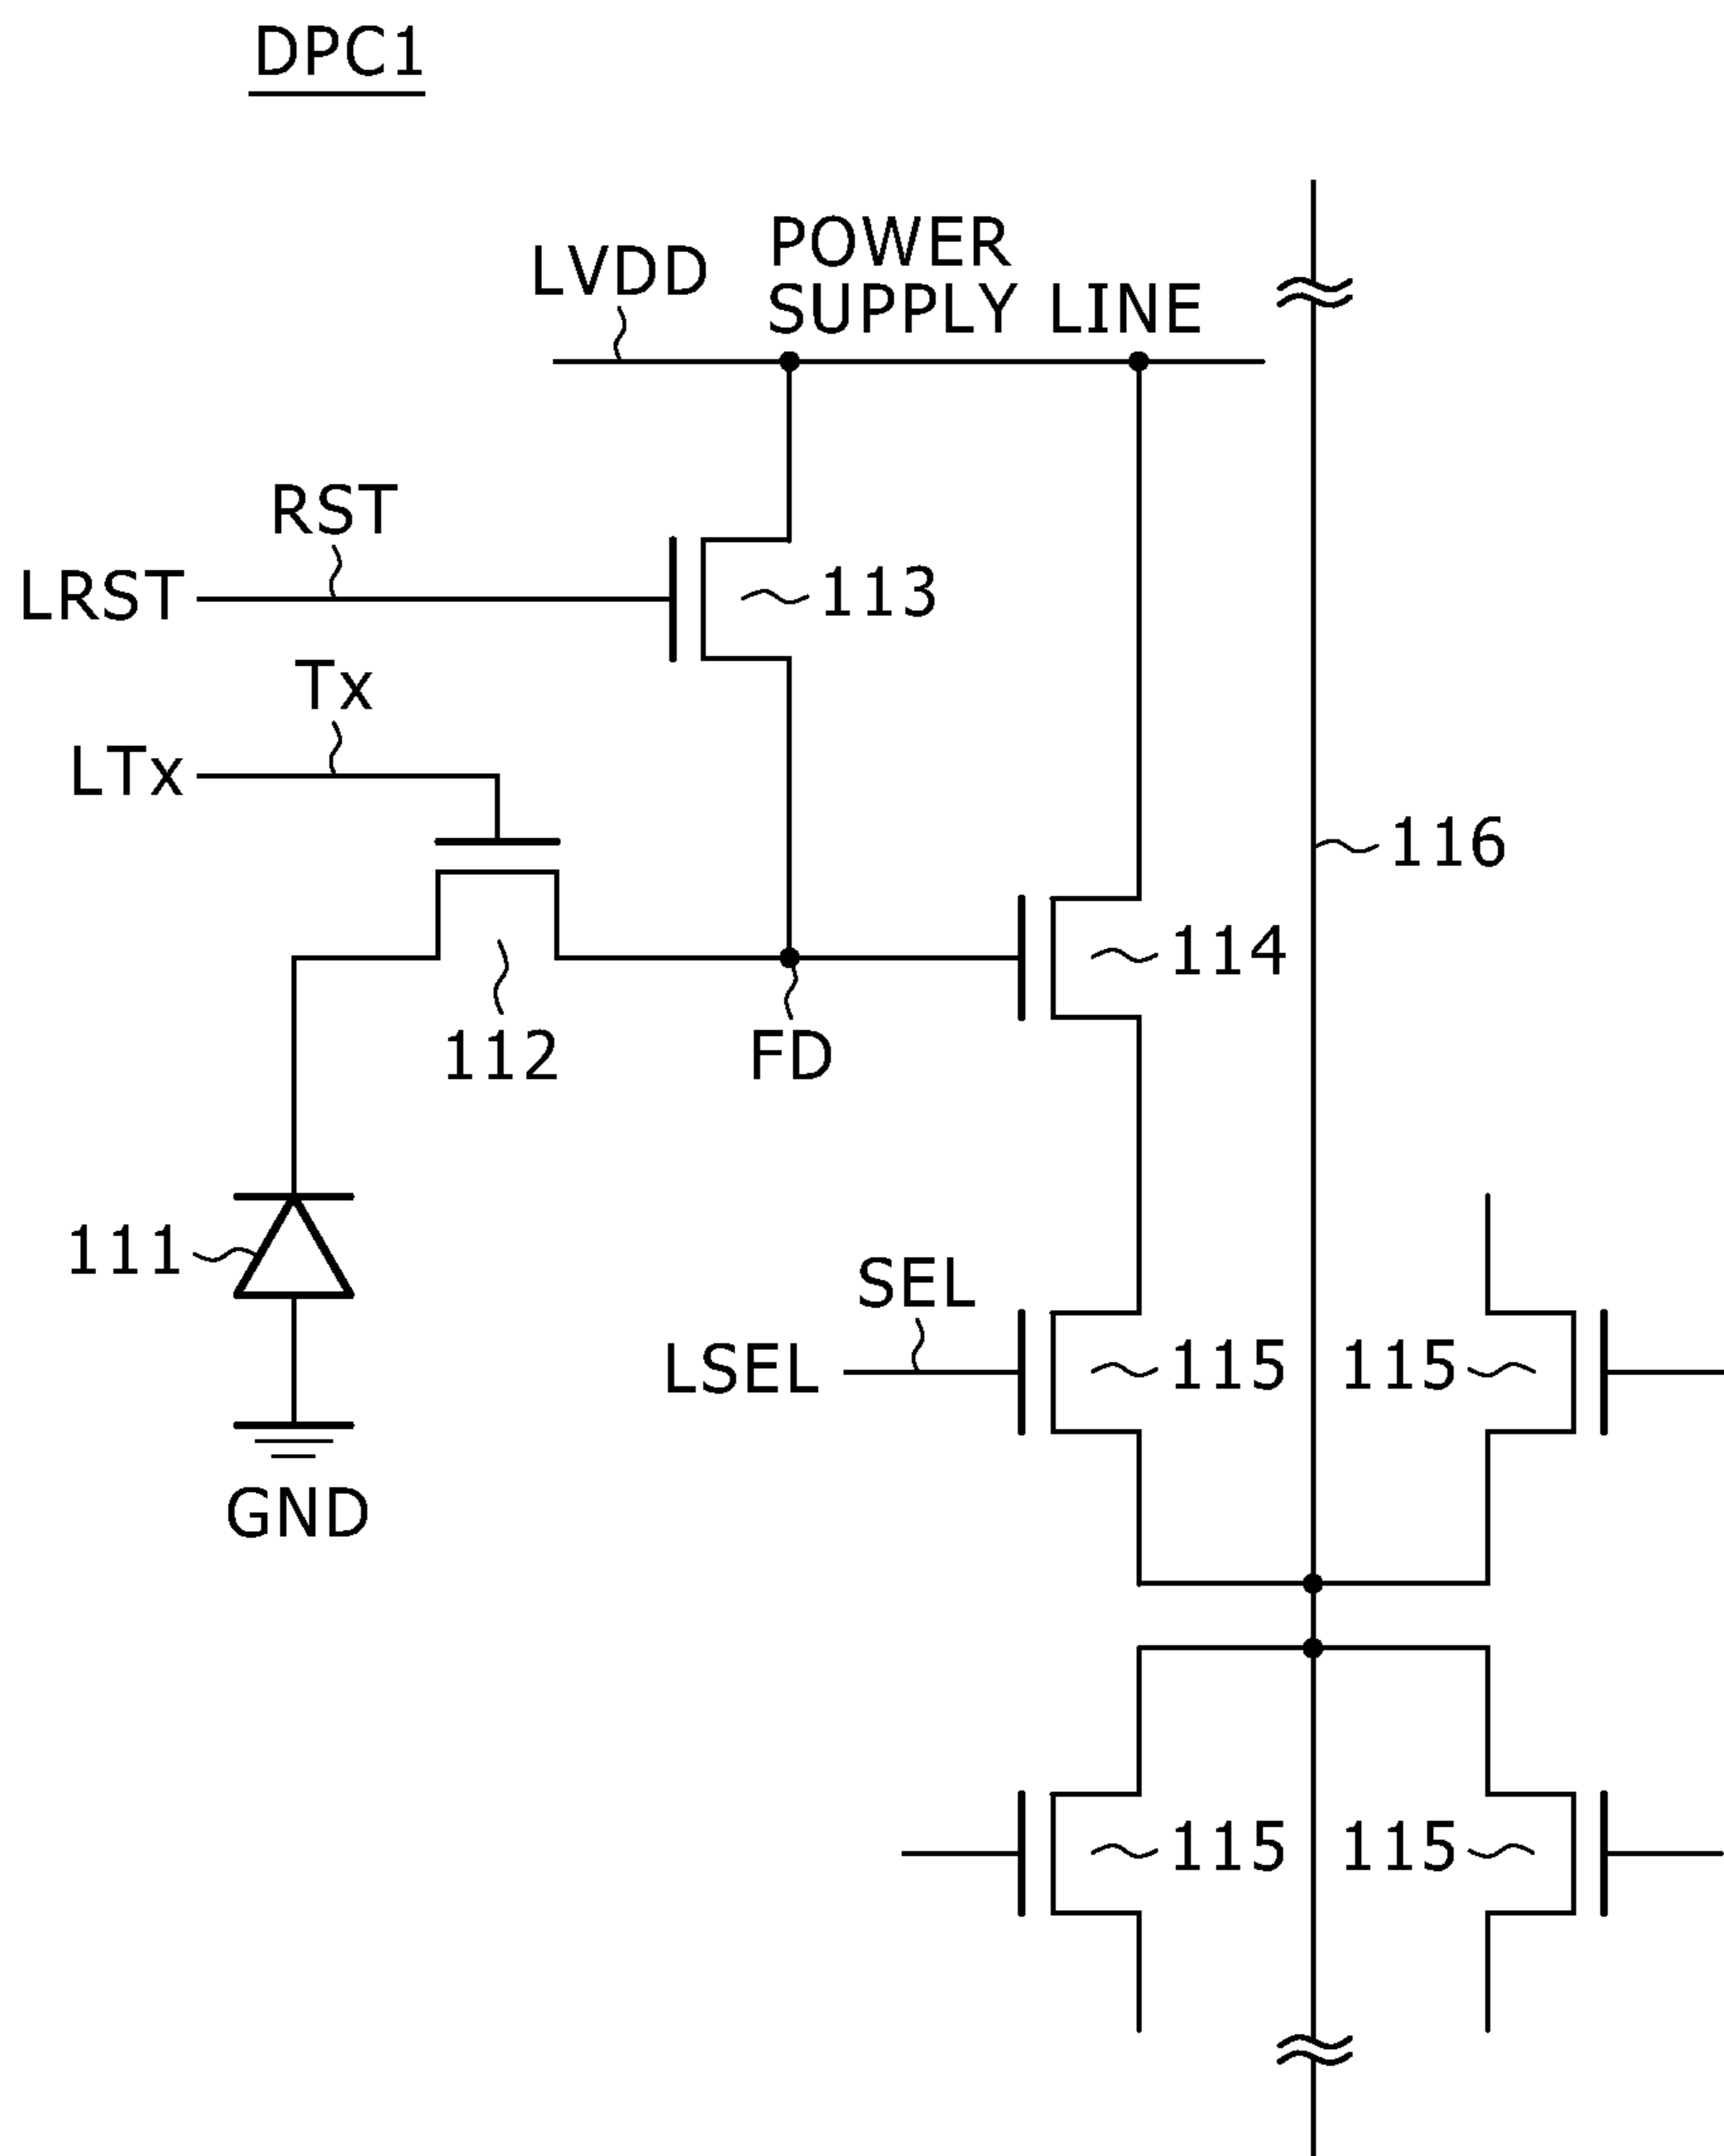 DPC1
POWER
SUPPLY LINE
LVDD
RST
LRST
113
Tx
LTx
116
114
112
FD
111
SEL
LSEL
115
115
GND
115
115